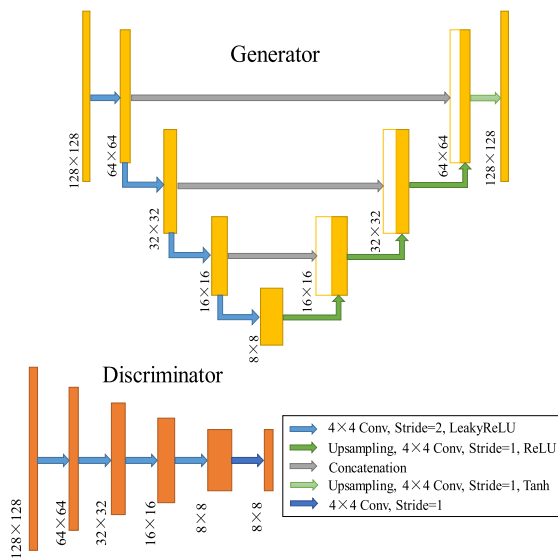 Generator
128×128
64×64
32×32
16×16
8×8
16×16
32×32
64×64
128×128
Discriminator
128×128
64×64
32×32
16×16
8×8
8×8
4×4 Conv, Stride=2, LeakyReLU
Upsampling, 4×4 Conv, Stride=1, ReLU
Concatenation
Upsampling, 4×4 Conv, Stride=1, Tanh
4×4 Conv, Stride=1